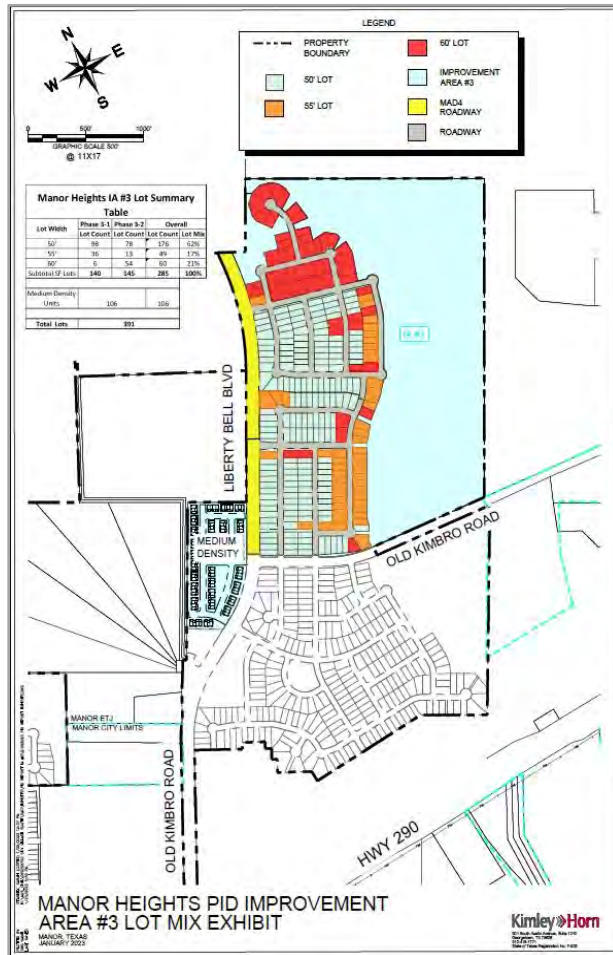 LEGEND
PROPERTY
BOUNDARY
60' LOT
50' LOT
IMPROVEMENT
AREA #3
55' LOT
MAD4
ROADWAY
ROADWAY
N
E
W
S
0 500' 1000'
GRAPHIC SCALE 500'
@ 11X17
Manor Heights IA #3 Lot Summary
Table
Lot Width Phase 3-1 Phase 3-2 Overall
Lot Count Lot Count Lot Count Lot Mix
50' 98 78 176 62%
55' 36 13 49 17%
60' 6 54 60 21%
Subtotal SF Lots 140 145 285 100%
Medium Density
Units 106 106
Total Lots 391
LIBERTY BELL BLVD
MEDIUM
DENSITY
OLD KIMBRO ROAD
MANOR ETJ
MANOR CITY LIMITS
OLD KIMBRO ROAD
HWY 290
MANOR HEIGHTS PID IMPROVEMENT
AREA #3 LOT MIX EXHIBIT
MANOR, TEXAS
JANUARY 2023
Kimley»Horn